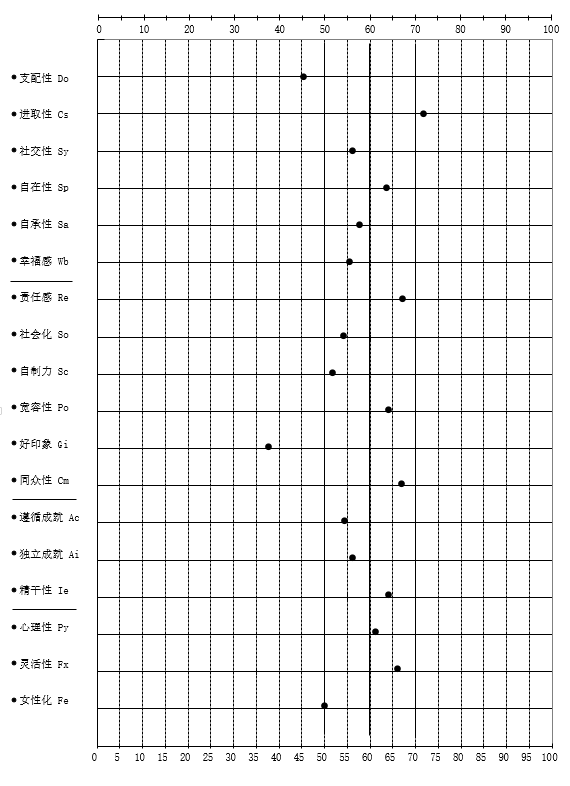 0 10 20 30 40 50 60 70 80 90 100
支配性 Do
进取性 Cs
社交性 Sy
自在性 Sp
自承性 Sa
幸福感 Wb
责任感 Re
社会化 So
自制力 Sc
宽容性 Po
好印象 Gi
同众性 Cm
遵循成就 Ac
独立成就 Ai
精干性 Ie
心理性 Py
灵活性 Fx
女性化 Fe
0 5 10 15 20 25 30 35 40 45 50 55 60 65 70 75 80 85 90 95 100